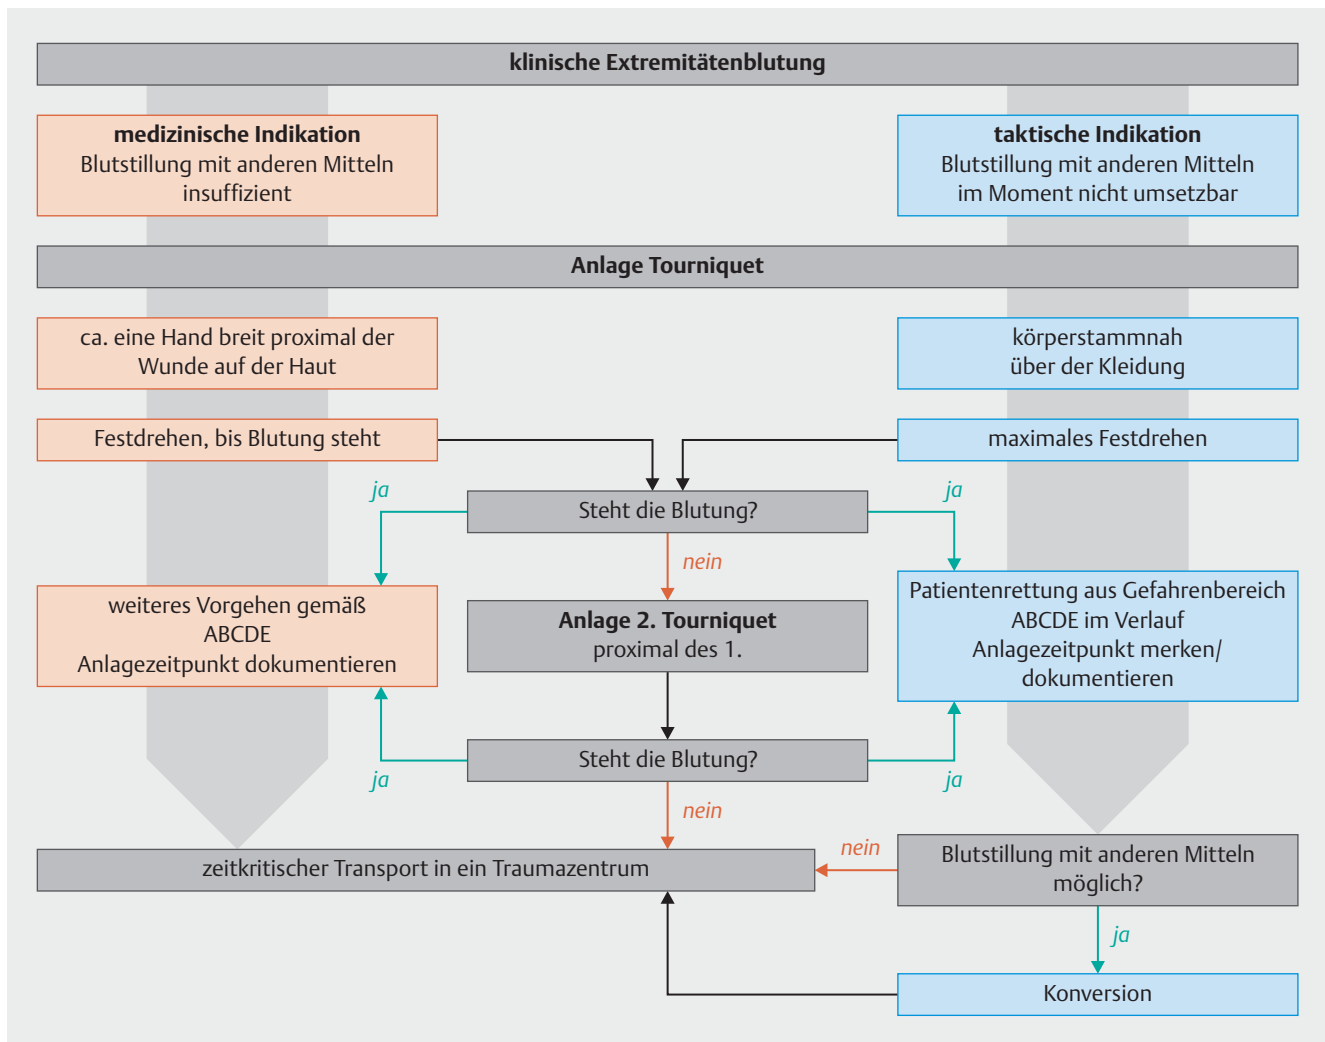 klinische Extremitätenblutung
medizinische Indikation
Blutstillung mit anderen Mitteln
insuffizient
taktische Indikation
Blutstillung mit anderen Mitteln
im Moment nicht umsetzbar
Anlage Tourniquet
ca. eine Hand breit proximal der
Wunde auf der Haut
körperstammnah
über der Kleidung
Festdrehen, bis Blutung steht
maximales Festdrehen
ja
Steht die Blutung?
ja
nein
weiteres Vorgehen gemäß
ABCDE
Anlagezeitpunkt dokumentieren
Anlage 2. Tourniquet
proximal des 1.
Patientenrettung aus Gefahrenbereich
ABCDE im Verlauf
Anlagezeitpunkt merken/
dokumentieren
Steht die Blutung?
ja
ja
nein
zeitkritischer Transport in ein Traumazentrum
nein
Blutstillung mit anderen Mitteln
möglich?
ja
Konversion